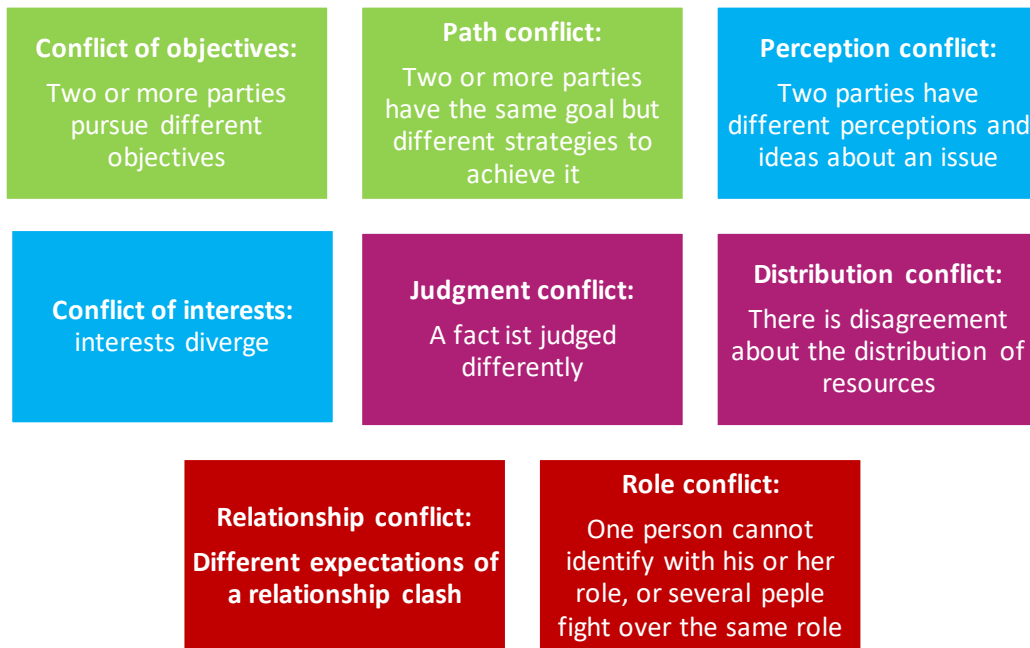 Conflict of objectives:
Two or more parties
pursue different
objectives
Path conflict:
Two or more parties
have the same goal but
different strategies to
achieve it
Perception conflict:
Two parties have
different perceptions and
ideas about an issue
Conflict of interests:
interests diverge
Judgment conflict:
A fact ist judged
differently
Distribution conflict:
There is disagreement
about the distribution of
resources
Relationship conflict:
Different expectations of
a relationship clash
Role conflict:
One person cannot
identify with his or her
role, or several peple
fight over the same role